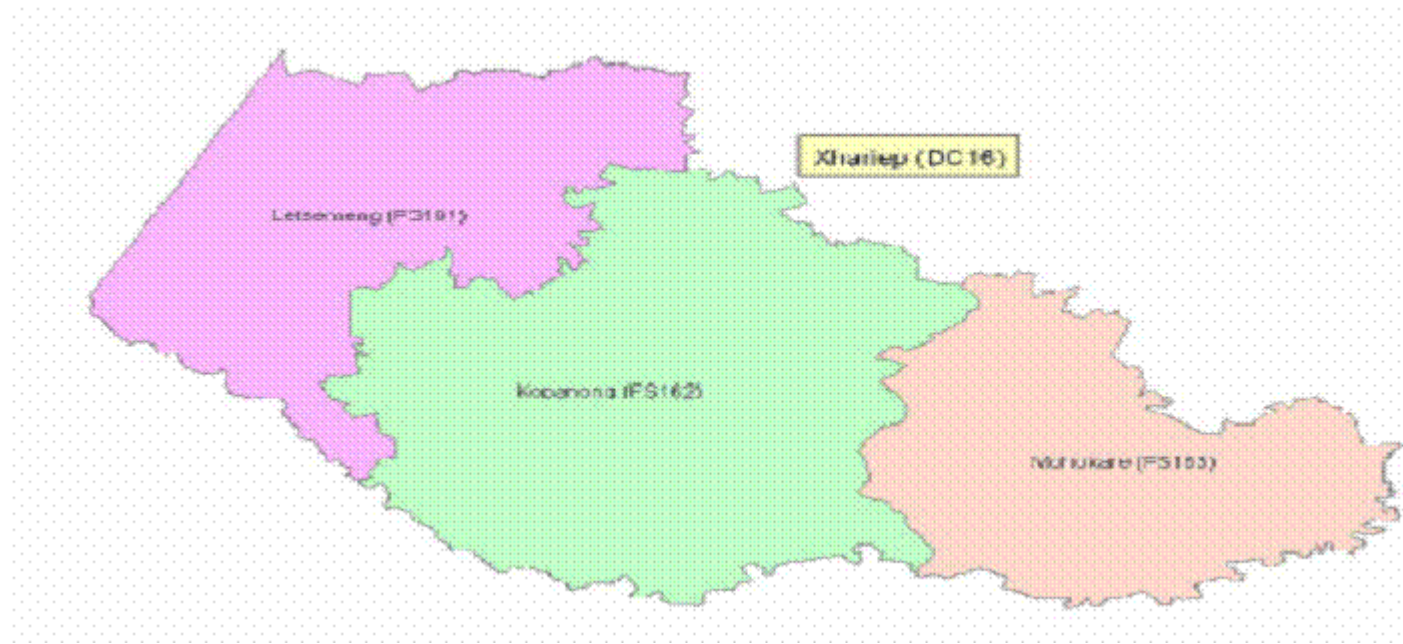 Xhariep (DC16)
Letsemeng (FS161)
Kopanong (FS162)
Mohokare (FS163)